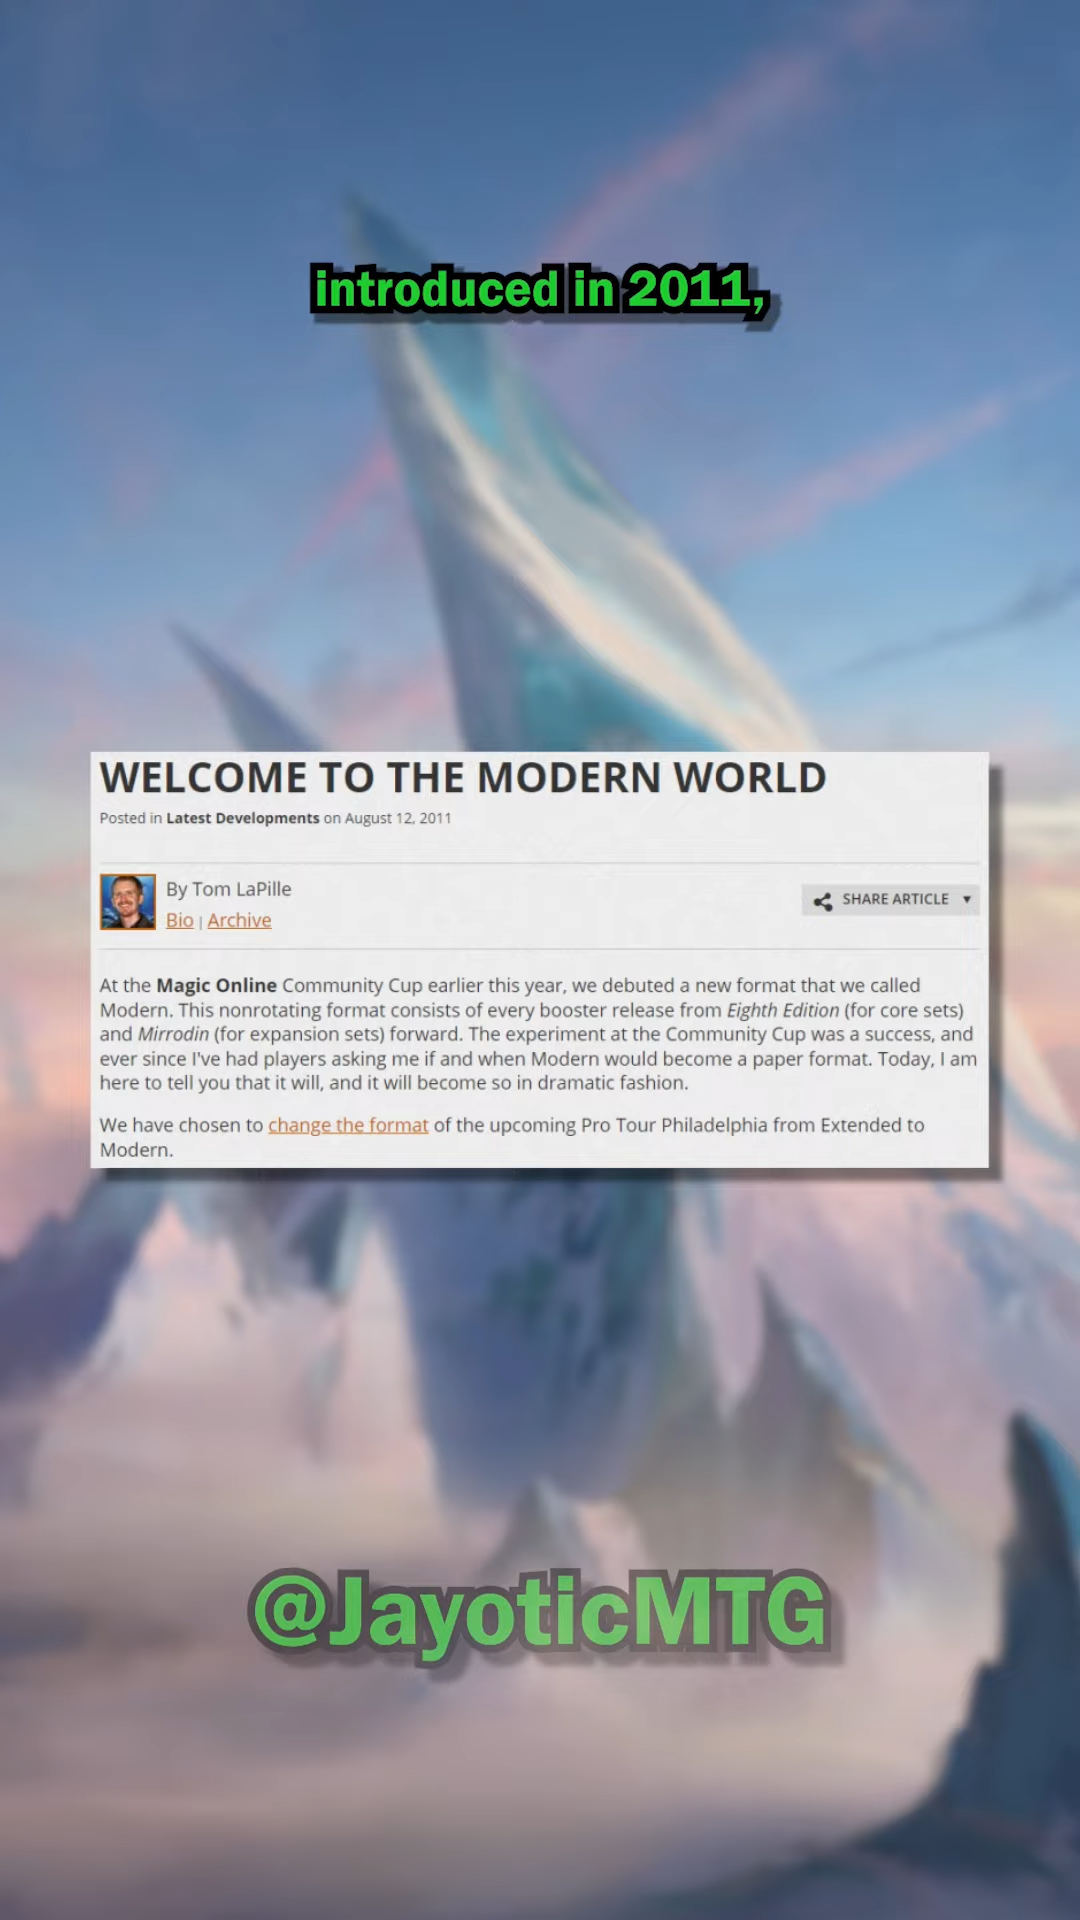 introduced in 2011,
WELCOME TO THE MODERN WORLD
Posted in Latest Developments on August 12, 2011
By Tom LaPille
Bio | Archive
SHARE ARTICLE
At the Magic Online Community Cup earlier this year, we debuted a new format that we called
Modern. This nonrotating format consists of every booster release from Eighth Edition (for core sets)
and Mirrodin (for expansion sets) forward. The experiment at the Community Cup was a success, and
ever since I've had players asking me if and when Modern would become a paper format. Today, I am
here to tell you that it will, and it will become so in dramatic fashion.
We have chosen to change the format of the upcoming Pro Tour Philadelphia from Extended to
Modern.
@JayoticMTG